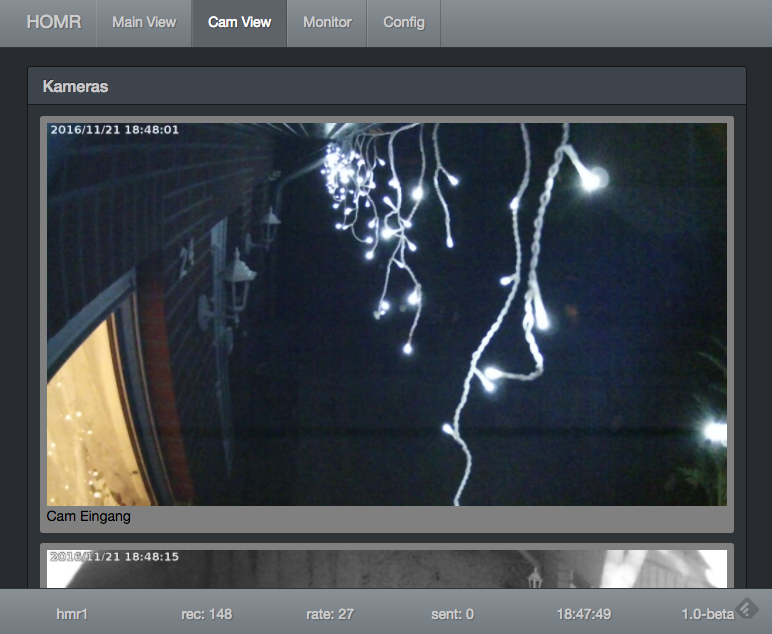 HOMR Main View Cam View Monitor Config
Kameras
2016/11/21 18:48:01
24
Cam Eingang
2016/11/21 18:48:15
hmr1 rec: 148 rate: 27 sent: 0 18:47:49 1.0-beta